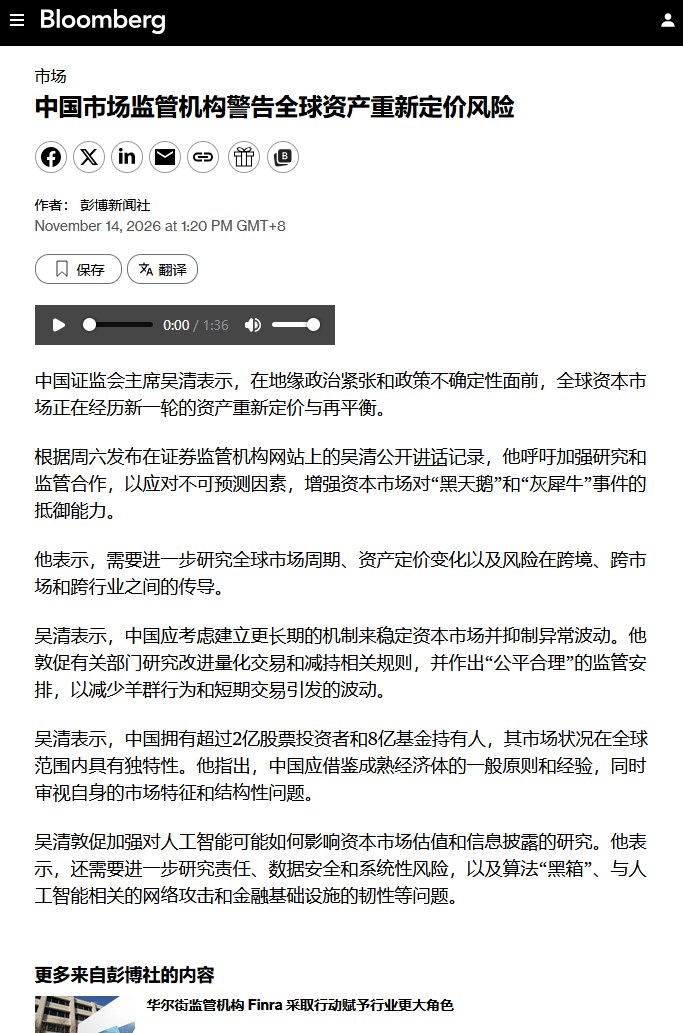 Bloomberg
市场
中国市场监管机构警告全球资产重新定价风险
作者： 彭博新闻社
November 14, 2026 at 1:20 PM GMT+8
保存 翻译
0:00 / 1:36
中国证监会主席吴清表示，在地缘政治紧张和政策不确定性面前，全球资本市
场正在经历新一轮的资产重新定价与再平衡。
根据周六发布在证券监管机构网站上的吴清公开讲话记录，他呼吁加强研究和
监管合作，以应对不可预测因素，增强资本市场对“黑天鹅”和“灰犀牛”事件的
抵御能力。
他表示，需要进一步研究全球市场周期、资产定价变化以及风险在跨境、跨市
场和跨行业之间的传导。
吴清表示，中国应考虑建立更长期的机制来稳定资本市场并抑制异常波动。他
敦促有关部门研究改进量化交易和减持相关规则，并作出“公平合理”的监管安
排，以减少羊群行为和短期交易引发的波动。
吴清表示，中国拥有超过2亿股票投资者和8亿基金持有人，其市场状况在全球
范围内具有独特性。他指出，中国应借鉴成熟经济体的一般原则和经验，同时
审视自身的市场特征和结构性问题。
吴清敦促加强对人工智能可能如何影响资本市场估值和信息披露的研究。他表
示，还需要进一步研究责任、数据安全和系统性风险，以及算法“黑箱”、与人
工智能相关的网络攻击和金融基础设施的韧性等问题。
更多来自彭博社的内容
华尔街监管机构 Finra 采取行动赋予行业更大角色